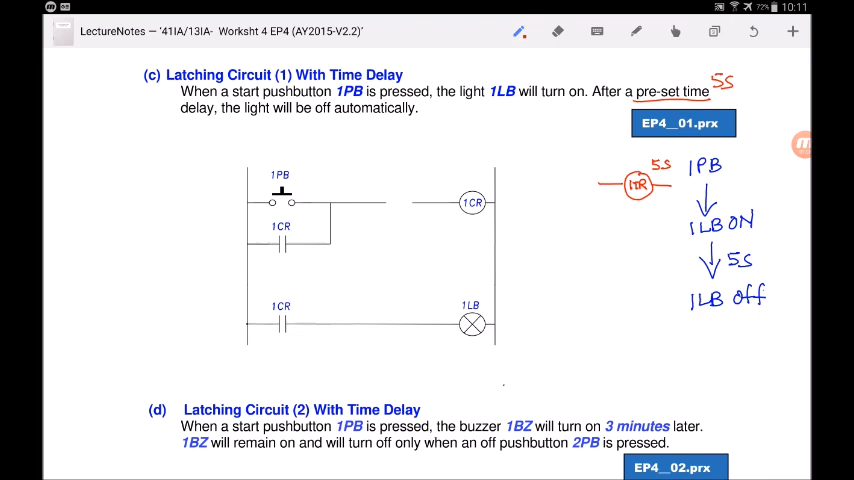 72% 10:11
LectureNotes — '41IA/13IA- Worksht 4 EP4 (AY2015-V2.2)'
(c) Latching Circuit (1) With Time Delay
When a start pushbutton 1PB is pressed, the light 1LB will turn on. After a pre-set time 5S
delay, the light will be off automatically.
EP4__01.prx
1PB
1CR
1CR
1CR
1LB
5S
1TR
1PB
1LB ON
5S
1LB off
(d) Latching Circuit (2) With Time Delay
When a start pushbutton 1PB is pressed, the buzzer 1BZ will turn on 3 minutes later.
1BZ will remain on and will turn off only when an off pushbutton 2PB is pressed.
EP4__02.prx